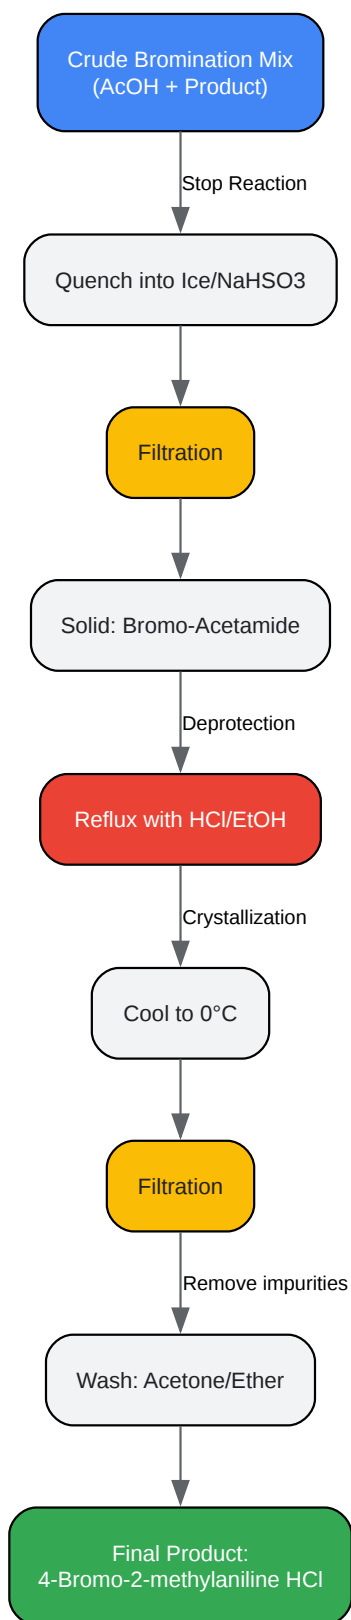 Crude Bromination Mix
(AcOH + Product)
Stop Reaction
Quench into Ice/NaHSO3
Filtration
Solid: Bromo-Acetamide
Deprotection
Reflux with HCl/EtOH
Crystallization
Cool to 0°C
Filtration
Remove impurities
Wash: Acetone/Ether
Final Product:
4-Bromo-2-methylaniline HCl